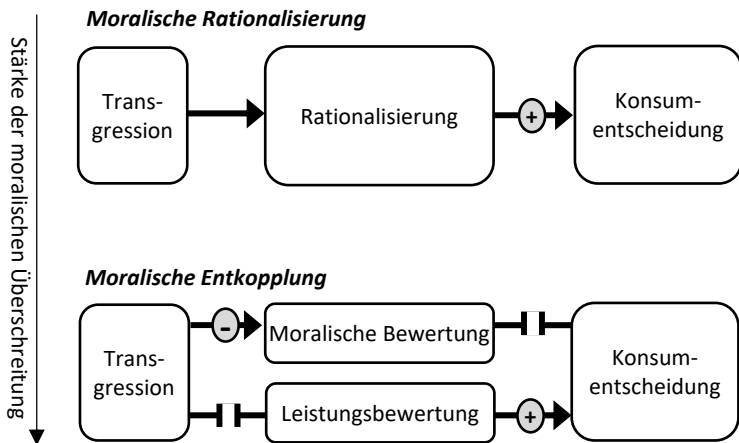 Stärke der moralischen Überschreitung
Moralische Rationalisierung
Trans-
gression
Rationalisierung
+
Konsum-
entscheidung
Moralische Entkopplung
Trans-
gression
-
Moralische Bewertung
Leistungsbewertung
+
Konsum-
entscheidung